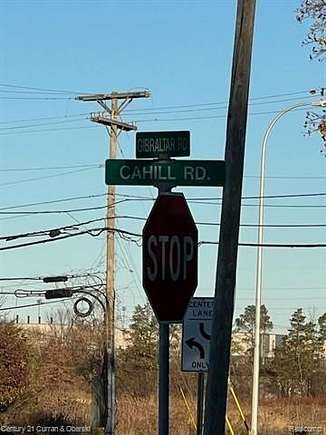 GIBRALTAR RD
CAHILL RD.
STOP
CENTER
LANE
ONLY
Century 21 Curran & Oberski
Realcomp